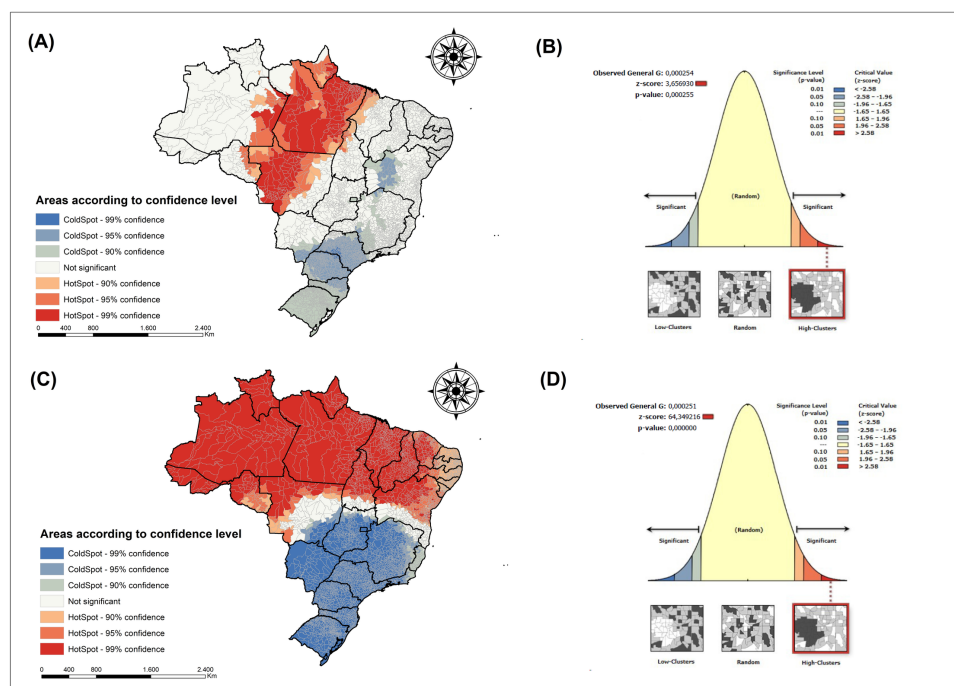 (A)
Areas according to confidence level
ColdSpot - 99% confidence
ColdSpot - 95% confidence
ColdSpot - 90% confidence
Not significant
HotSpot - 90% confidence
HotSpot - 95% confidence
HotSpot - 99% confidence
0 400 800 1.600 2.400
Km
(B)
Observed General G: 0,000254
z-score: 3,656930
p-value: 0,000255
Significance Level
(p-value)
Critical Value
(z-score)
0.01 < -2.58
0.05 -2.58 - -1.96
0.10 -1.96 - -1.65
--- -1.65 - 1.65
0.10 1.65 - 1.96
0.05 1.96 - 2.58
0.01 > 2.58
Significant
(Random)
Significant
Low-Clusters
Random
High-Clusters
(C)
Areas according to confidence level
ColdSpot - 99% confidence
ColdSpot - 95% confidence
ColdSpot - 90% confidence
Not significant
HotSpot - 90% confidence
HotSpot - 95% confidence
HotSpot - 99% confidence
0 400 800 1.600 2.400
Km
(D)
Observed General G: 0,000251
z-score: 64,349216
p-value: 0,000000
Significance Level
(p-value)
Critical Value
(z-score)
0.01 < -2.58
0.05 -2.58 - -1.96
0.10 -1.96 - -1.65
--- -1.65 - 1.65
0.10 1.65 - 1.96
0.05 1.96 - 2.58
0.01 > 2.58
Significant
(Random)
Significant
Low-Clusters
Random
High-Clusters